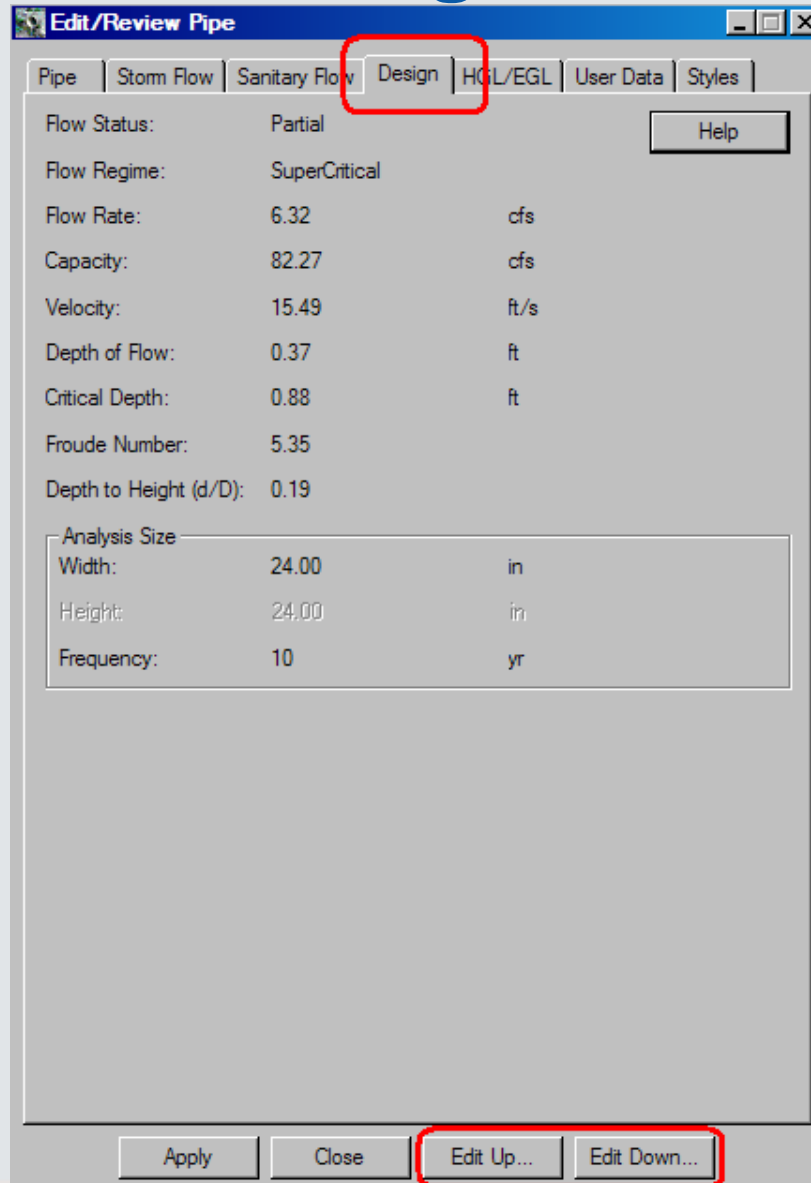 Edit/Review Pipe
Pipe Storm Flow Sanitary Flow Design HGL/EGL User Data Styles
Flow Status: Partial Help
Flow Regime: SuperCritical
Flow Rate: 6.32 cfs
Capacity: 82.27 cfs
Velocity: 15.49 ft/s
Depth of Flow: 0.37 ft
Critical Depth: 0.88 ft
Froude Number: 5.35
Depth to Height (d/D): 0.19
Analysis Size
Width: 24.00 in
Height: 24.00 in
Frequency: 10 yr
Apply Close Edit Up... Edit Down...